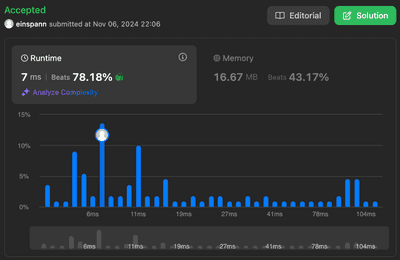 Accepted
einspann submitted at Nov 06, 2024 22:06
Editorial
Solution
Runtime
7 ms | Beats 78.18%
Analyze Complexity
Memory
16.67 MB Beats 43.17%
15%
10%
5%
0%
6ms 11ms 19ms 27ms 41ms 78ms 104ms
6ms 11ms 19ms 27ms 41ms 78ms 104ms